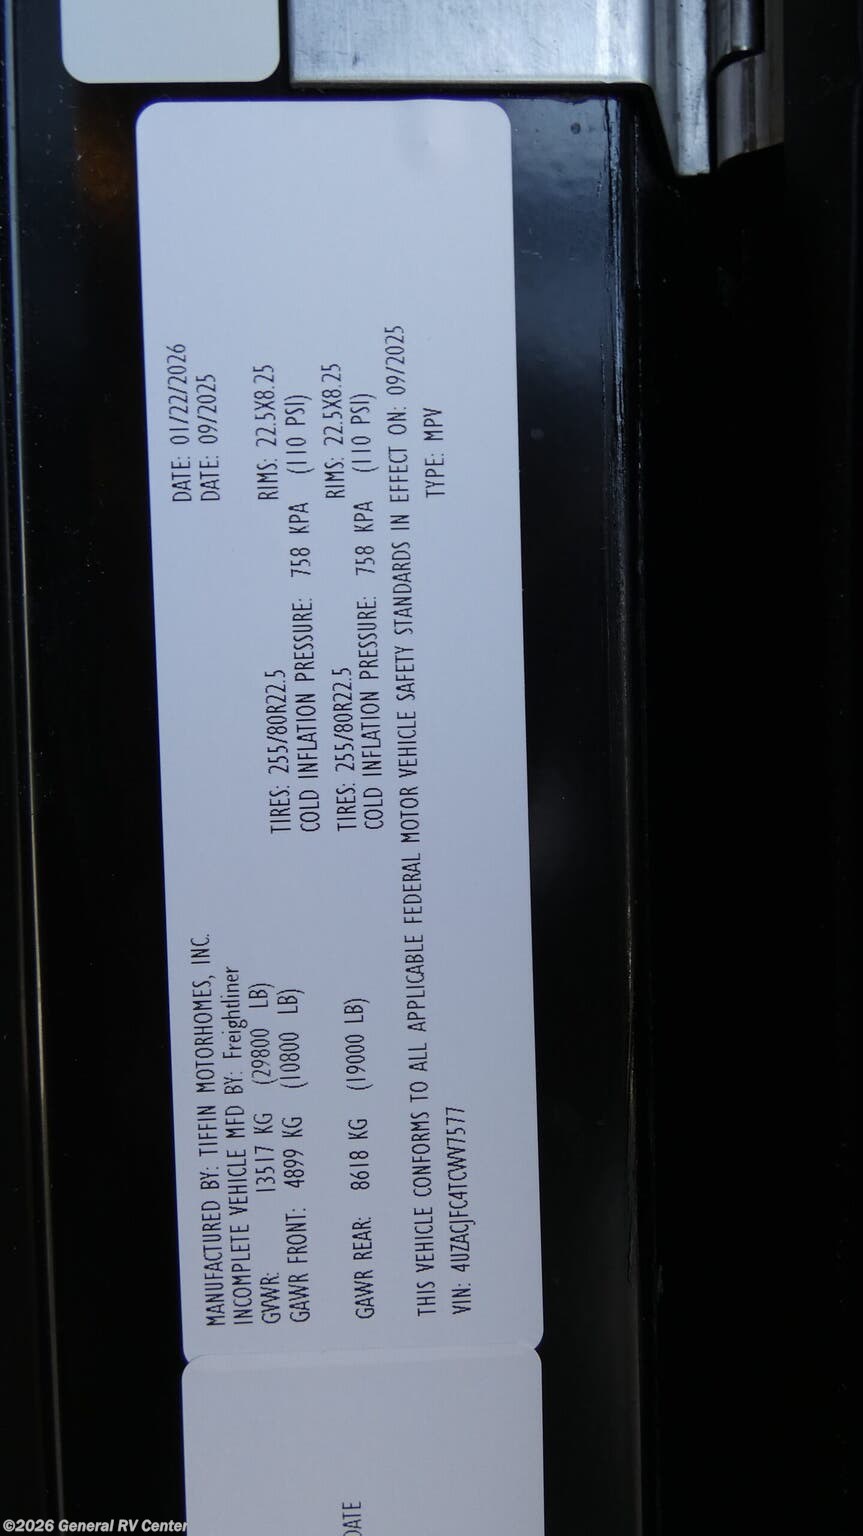 MANUFACTURED BY: TIFFIN MOTORHOMES, INC. DATE: 01/22/2026
INCOMPLETE VEHICLE MFD BY: Freightliner DATE: 09/2025
GVWR: 13517 KG (29800 LB)
GAWR FRONT: 4899 KG (10800 LB) TIRES: 255/80R22.5 RIMS: 22.5X8.25
COLD INFLATION PRESSURE: 758 KPA (110 PSI)
GAWR REAR: 8618 KG (19000 LB) TIRES: 255/80R22.5 RIMS: 22.5X8.25
COLD INFLATION PRESSURE: 758 KPA (110 PSI)
THIS VEHICLE CONFORMS TO ALL APPLICABLE FEDERAL MOTOR VEHICLE SAFETY STANDARDS IN EFFECT ON: 09/2025
VIN: 4UZACJFC4TCWV7577 TYPE: MPV
DATE
©2026 General RV Center